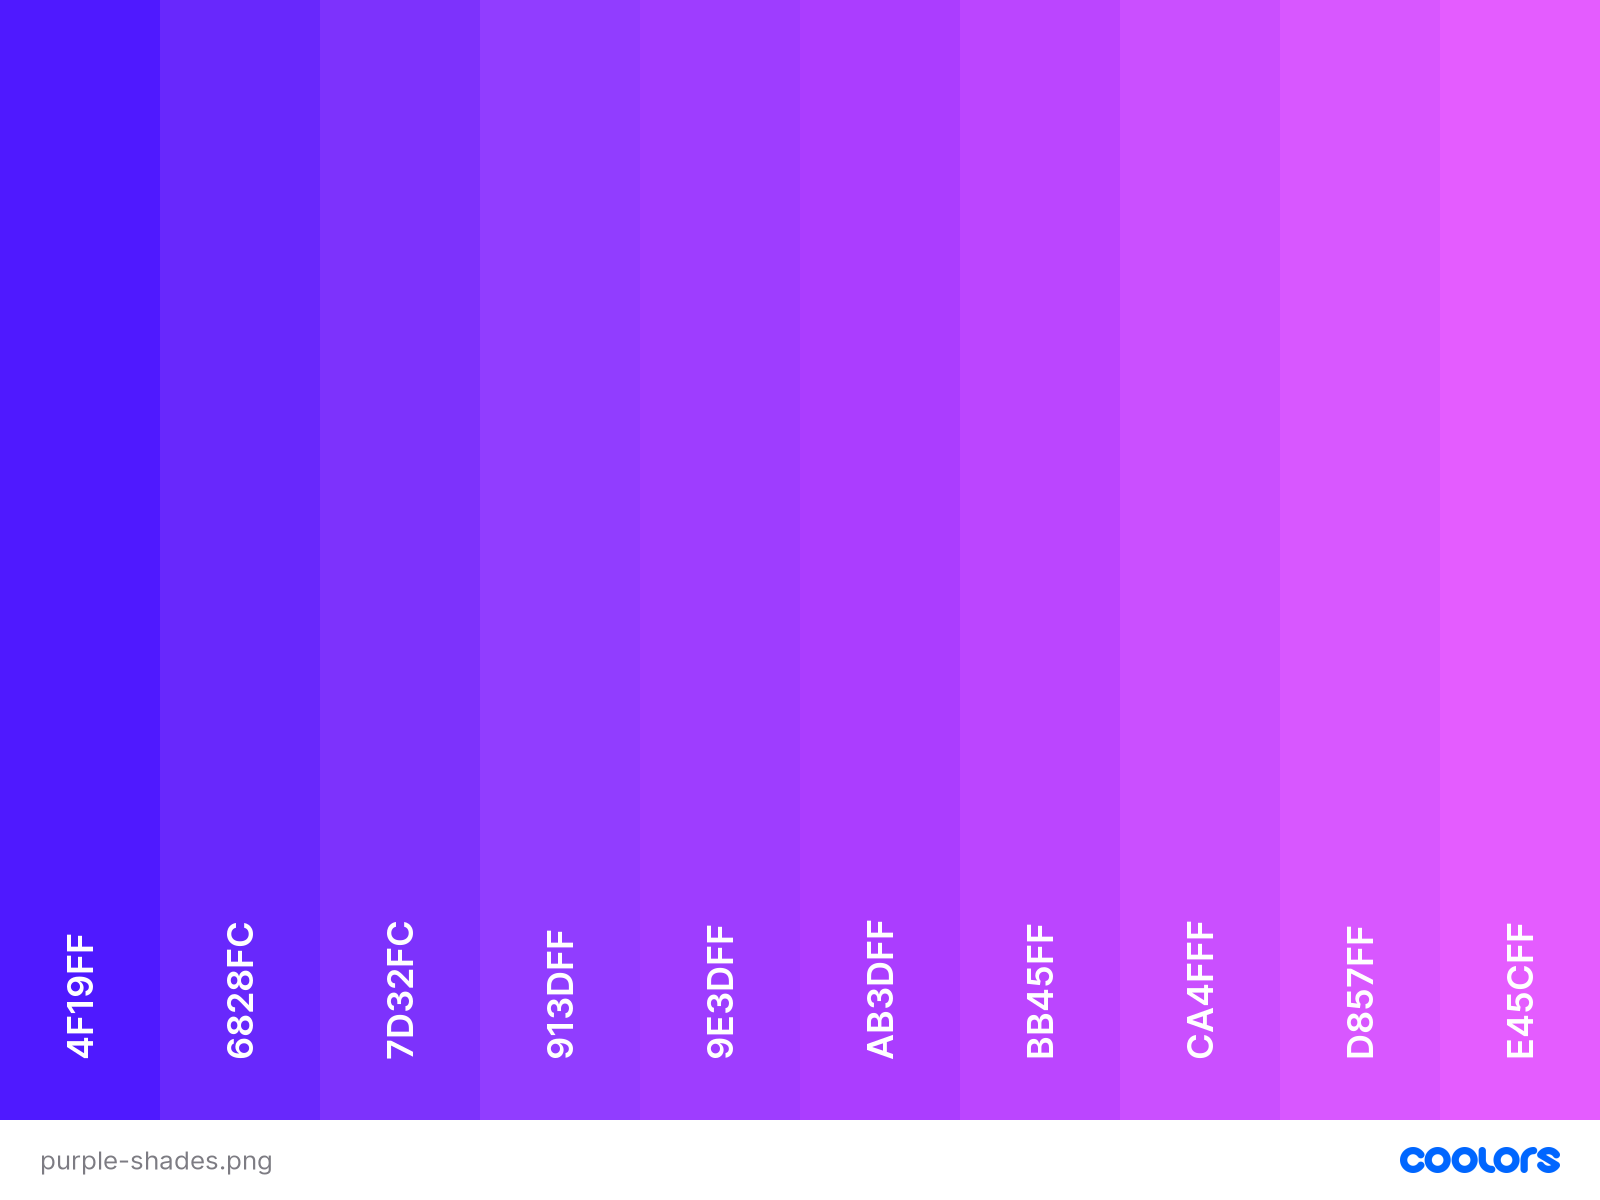 4F19FF
6828FC
7D32FC
913DFF
9E3DFF
AB3DFF
BB45FF
CA4FFF
D857FF
E45CFF
purple-shades.png
coolors